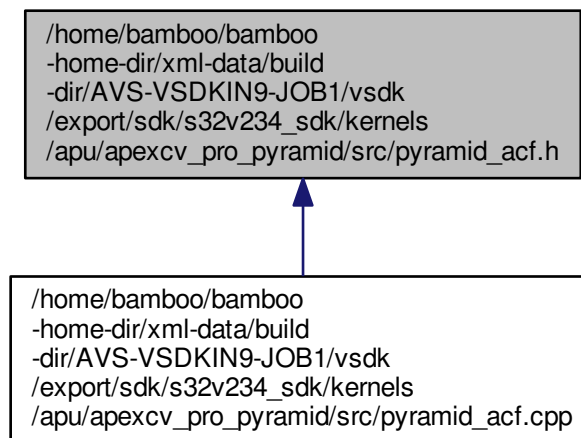 /home/bamboo/bamboo
-home-dir/xml-data/build
-dir/AVS-VSDKIN9-JOB1/vsdk
/export/sdk/s32v234_sdk/kernels
/apu/apexcv_pro_pyramid/src/pyramid_acf.h
/home/bamboo/bamboo
-home-dir/xml-data/build
-dir/AVS-VSDKIN9-JOB1/vsdk
/export/sdk/s32v234_sdk/kernels
/apu/apexcv_pro_pyramid/src/pyramid_acf.cpp